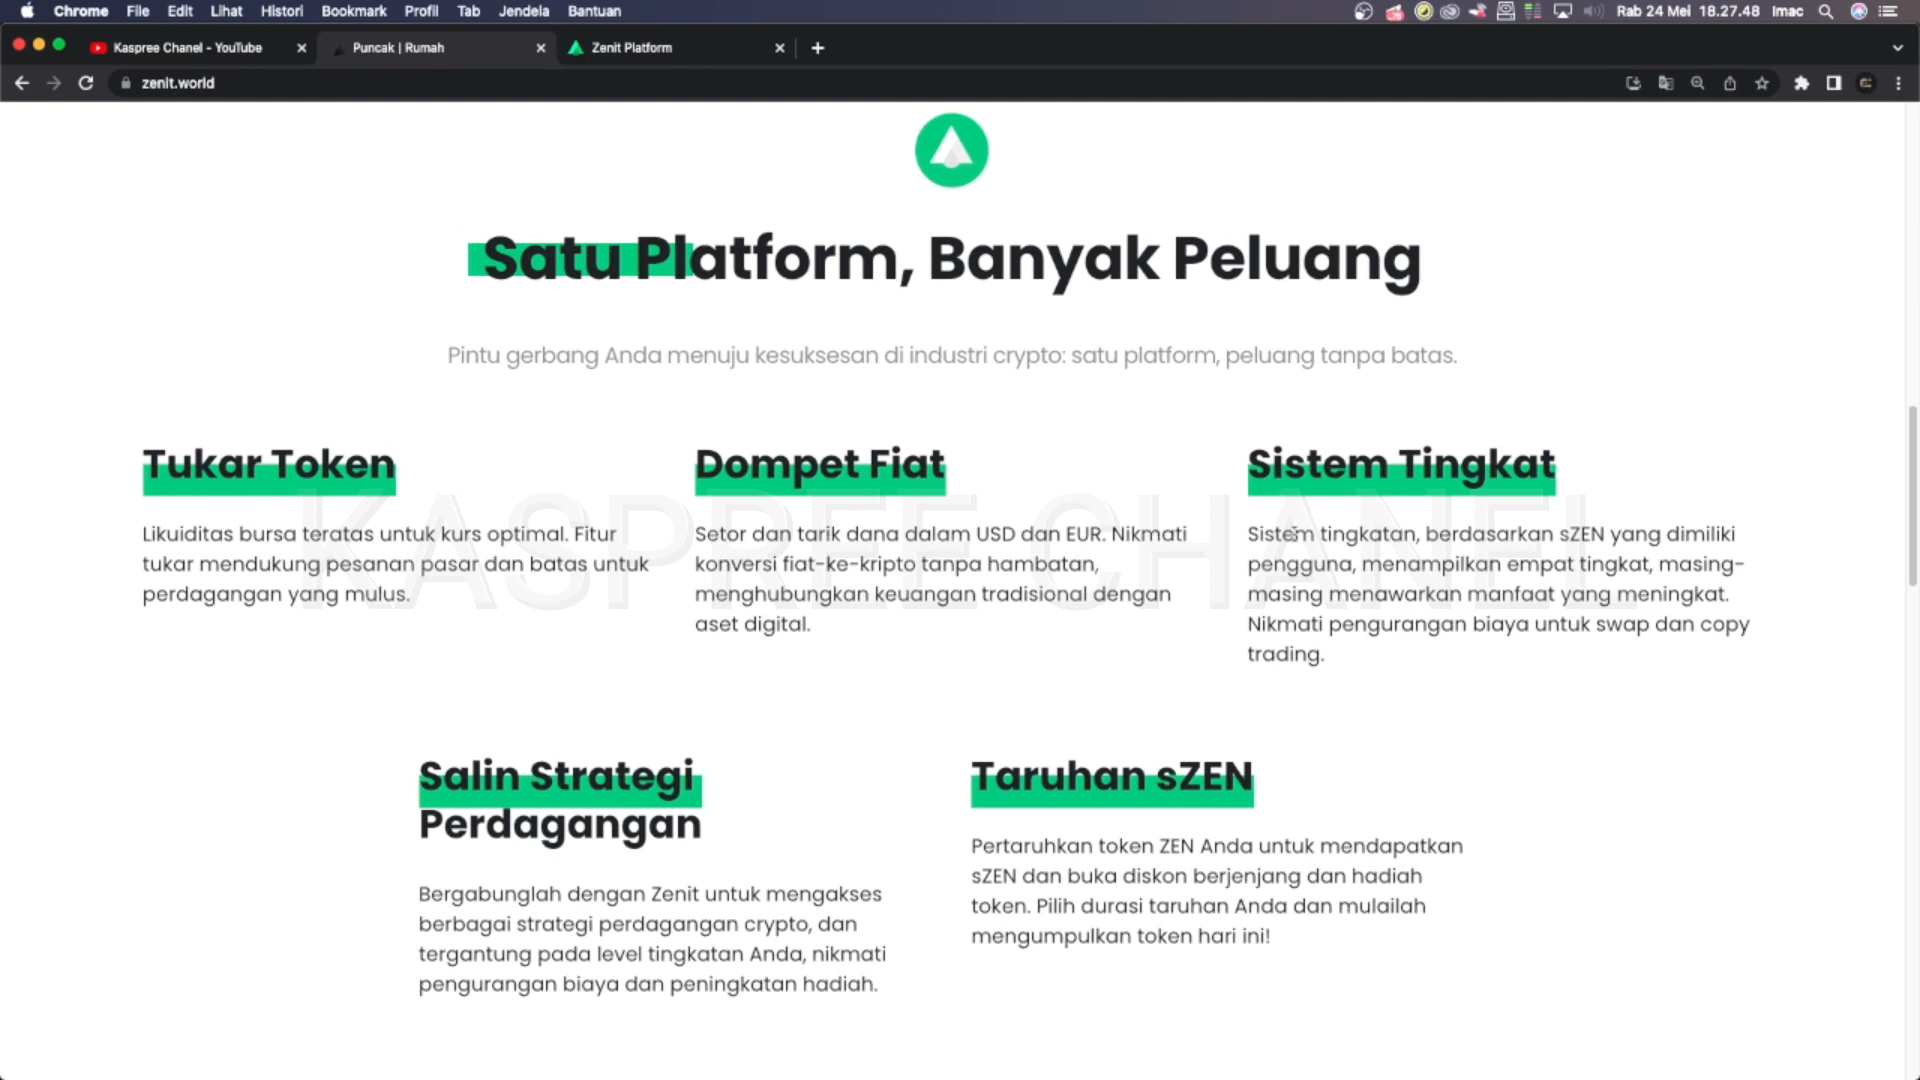 Chrome File Edit Lihat Histori Bookmark Profil Tab Jendela Bantuan Rab 24 Mei 18.27.48 Imac
Kaspree Chanel - YouTube Puncak | Rumah Zenit Platform
zenit.world
Satu Platform, Banyak Peluang
Pintu gerbang Anda menuju kesuksesan di industri crypto: satu platform, peluang tanpa batas.
Tukar Token
Likuiditas bursa teratas untuk kurs optimal. Fitur
tukar mendukung pesanan pasar dan batas untuk
perdagangan yang mulus.
Dompet Fiat
Setor dan tarik dana dalam USD dan EUR. Nikmati
konversi fiat-ke-kripto tanpa hambatan,
menghubungkan keuangan tradisional dengan
aset digital.
Sistem Tingkat
Sistem tingkatan, berdasarkan sZEN yang dimiliki
pengguna, menampilkan empat tingkat, masing-
masing menawarkan manfaat yang meningkat.
Nikmati pengurangan biaya untuk swap dan copy
trading.
KASPREE CHANEL
Salin Strategi
Perdagangan
Bergabunglah dengan Zenit untuk mengakses
berbagai strategi perdagangan crypto, dan
tergantung pada level tingkatan Anda, nikmati
pengurangan biaya dan peningkatan hadiah.
Taruhan sZEN
Pertaruhkan token ZEN Anda untuk mendapatkan
sZEN dan buka diskon berjenjang dan hadiah
token. Pilih durasi taruhan Anda dan mulailah
mengumpulkan token hari ini!